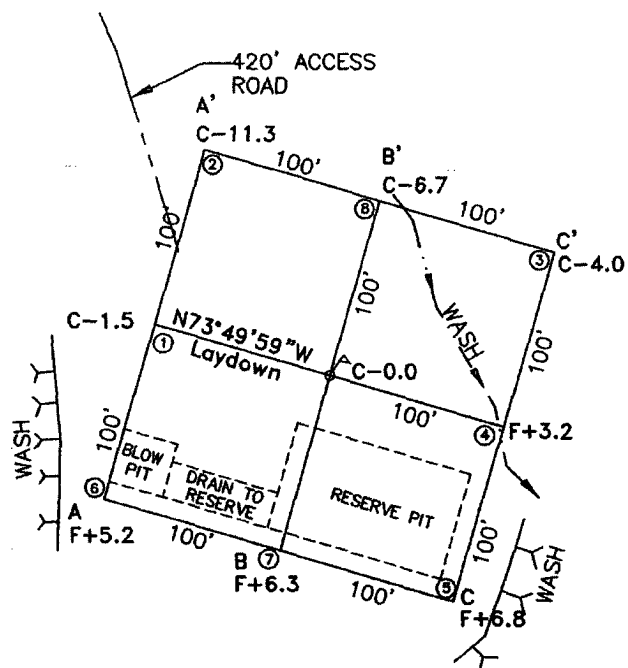 420' ACCESS
ROAD
A'
C-11.3
②
100'
B'
C-6.7
⑧
100'
C'
③
C-4.0
100'
100'
100'
WASH
C-1.5
N73°49'59"W
①
Laydown
C-0.0
100'
100'
④
F+3.2
WASH
100'
BLOW
PIT
DRAIN TO
RESERVE
RESERVE PIT
⑥
A
F+5.2
100'
B
⑦
F+6.3
100'
100'
⑤
C
F+6.8
WASH